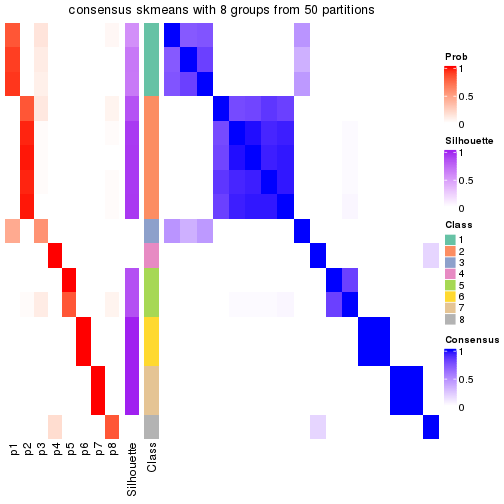 consensus skmeans with 8 groups from 50 partitions
p1
p2
p3
p4
p5
p6
p7
p8
Silhouette
Class
Prob
1
0.5
0
Silhouette
1
0.5
0
Class
1
2
3
4
5
6
7
8
Consensus
1
0.5
0